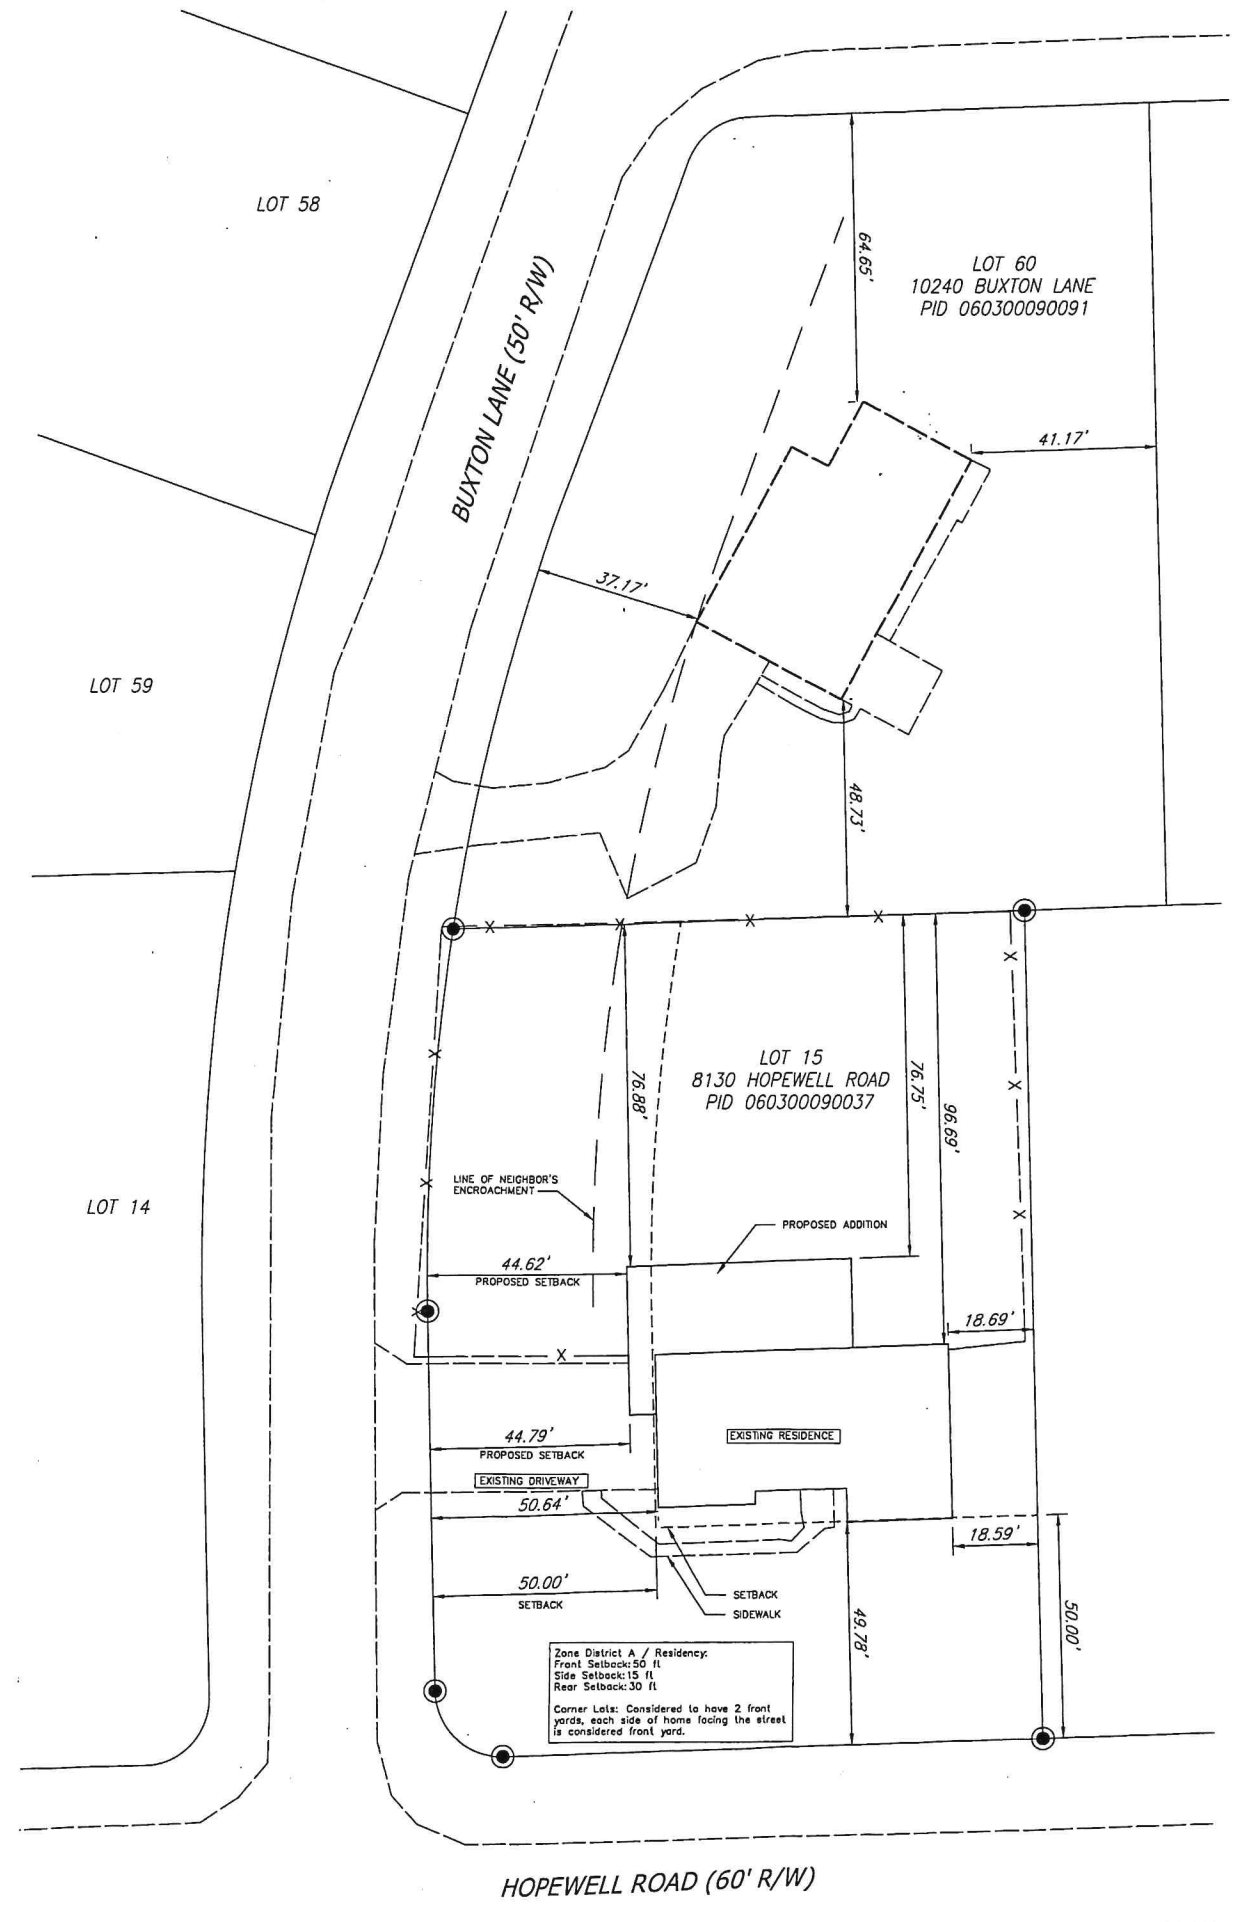 LOT 58
64.65'
LOT 60
10240 BUXTON LANE
PID 060300090091
BUXTON LANE (50' R/W)
41.17'
37.17'
LOT 59
48.73'
X
X
X
X
X
X
LOT 15
8130 HOPEWELL ROAD
PID 060300090037
76.88'
76.75'
96.69'
X
X
LINE OF NEIGHBOR'S
ENCROACHMENT
LOT 14
X
PROPOSED ADDITION
44.62'
PROPOSED SETBACK
X
18.69'
X
44.79'
PROPOSED SETBACK
EXISTING RESIDENCE
EXISTING DRIVEWAY
50.64'
18.59'
50.00'
SETBACK
SETBACK
SIDEWALK
49.78'
50.00'
Zone District A / Residency:
Front Setback: 50 ft
Side Setback: 15 ft
Rear Setback: 30 ft
Corner Lots: Considered to have 2 front
yards, each side of home facing the street
is considered front yard.
HOPEWELL ROAD (60' R/W)